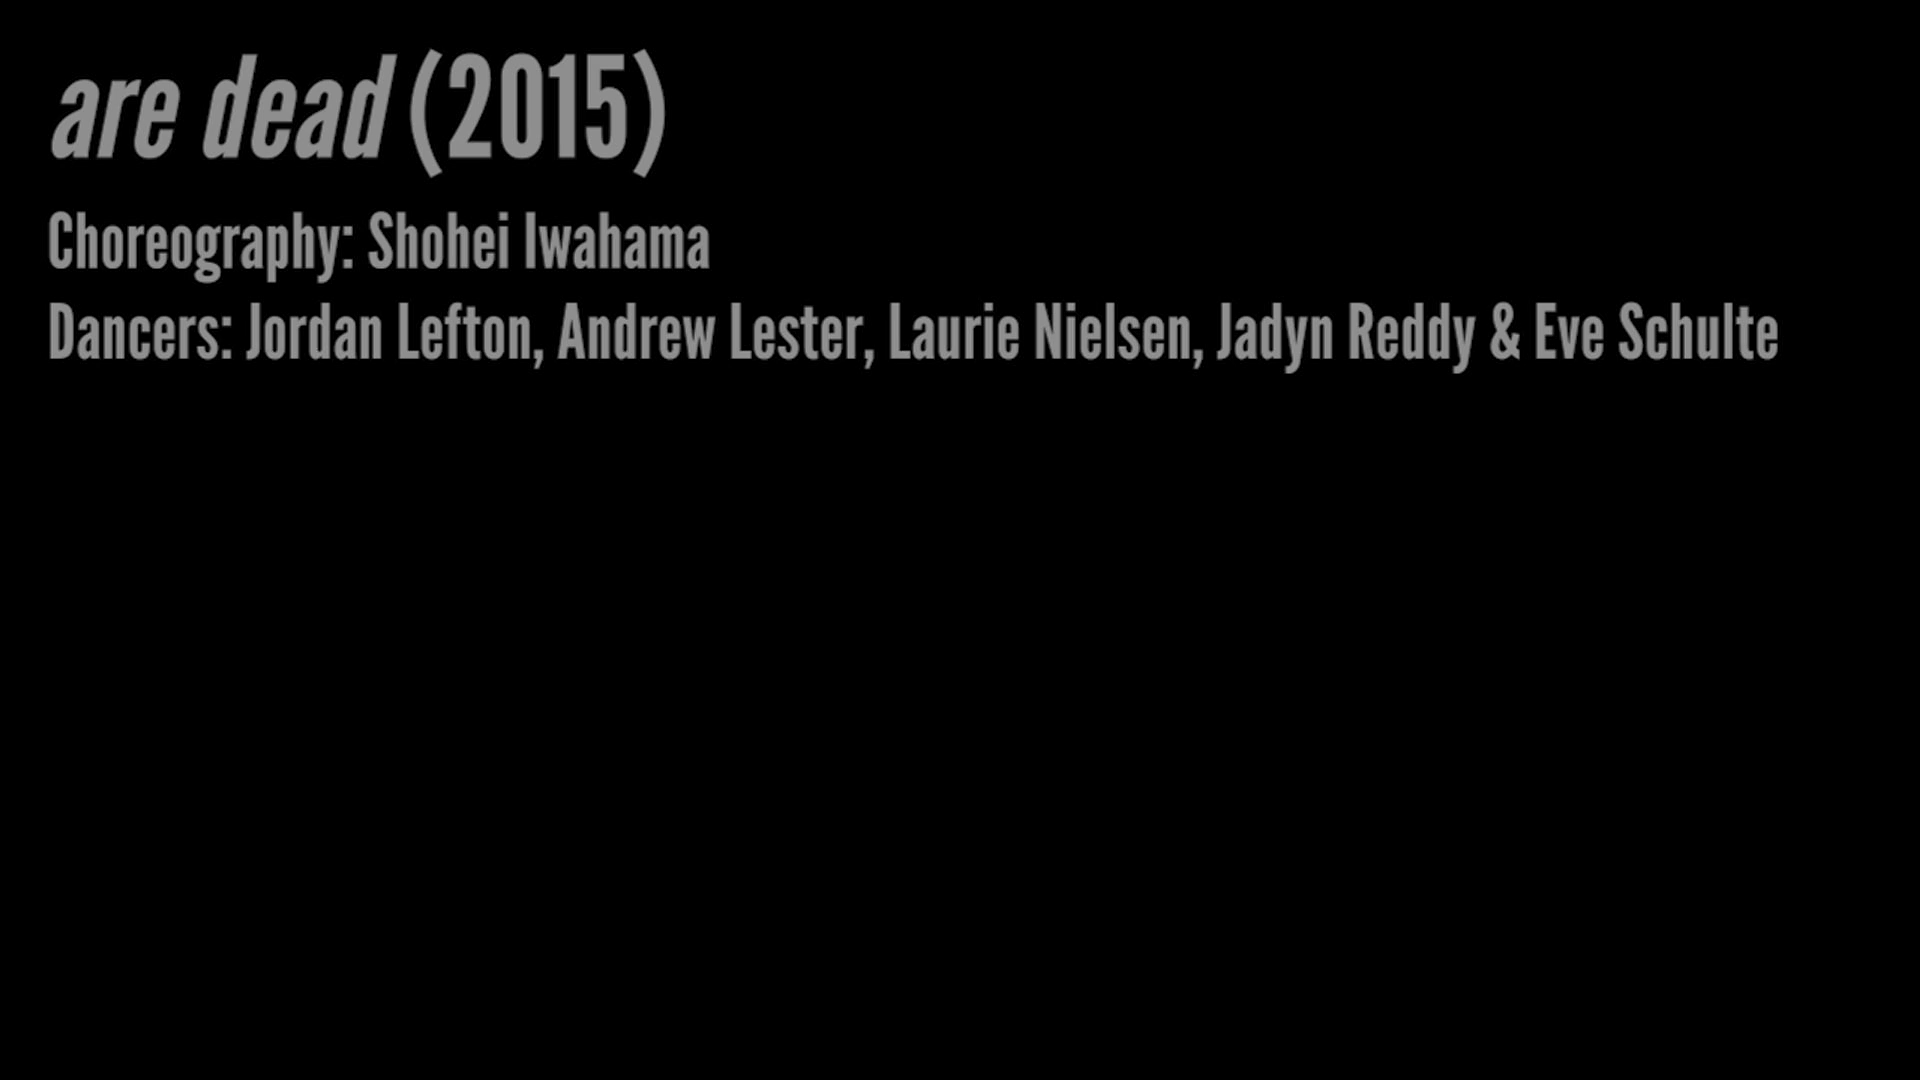 are dead (2015)
Choreography: Shohei Iwahama
Dancers: Jordan Lefton, Andrew Lester, Laurie Nielsen, Jadyn Reddy & Eve Schulte